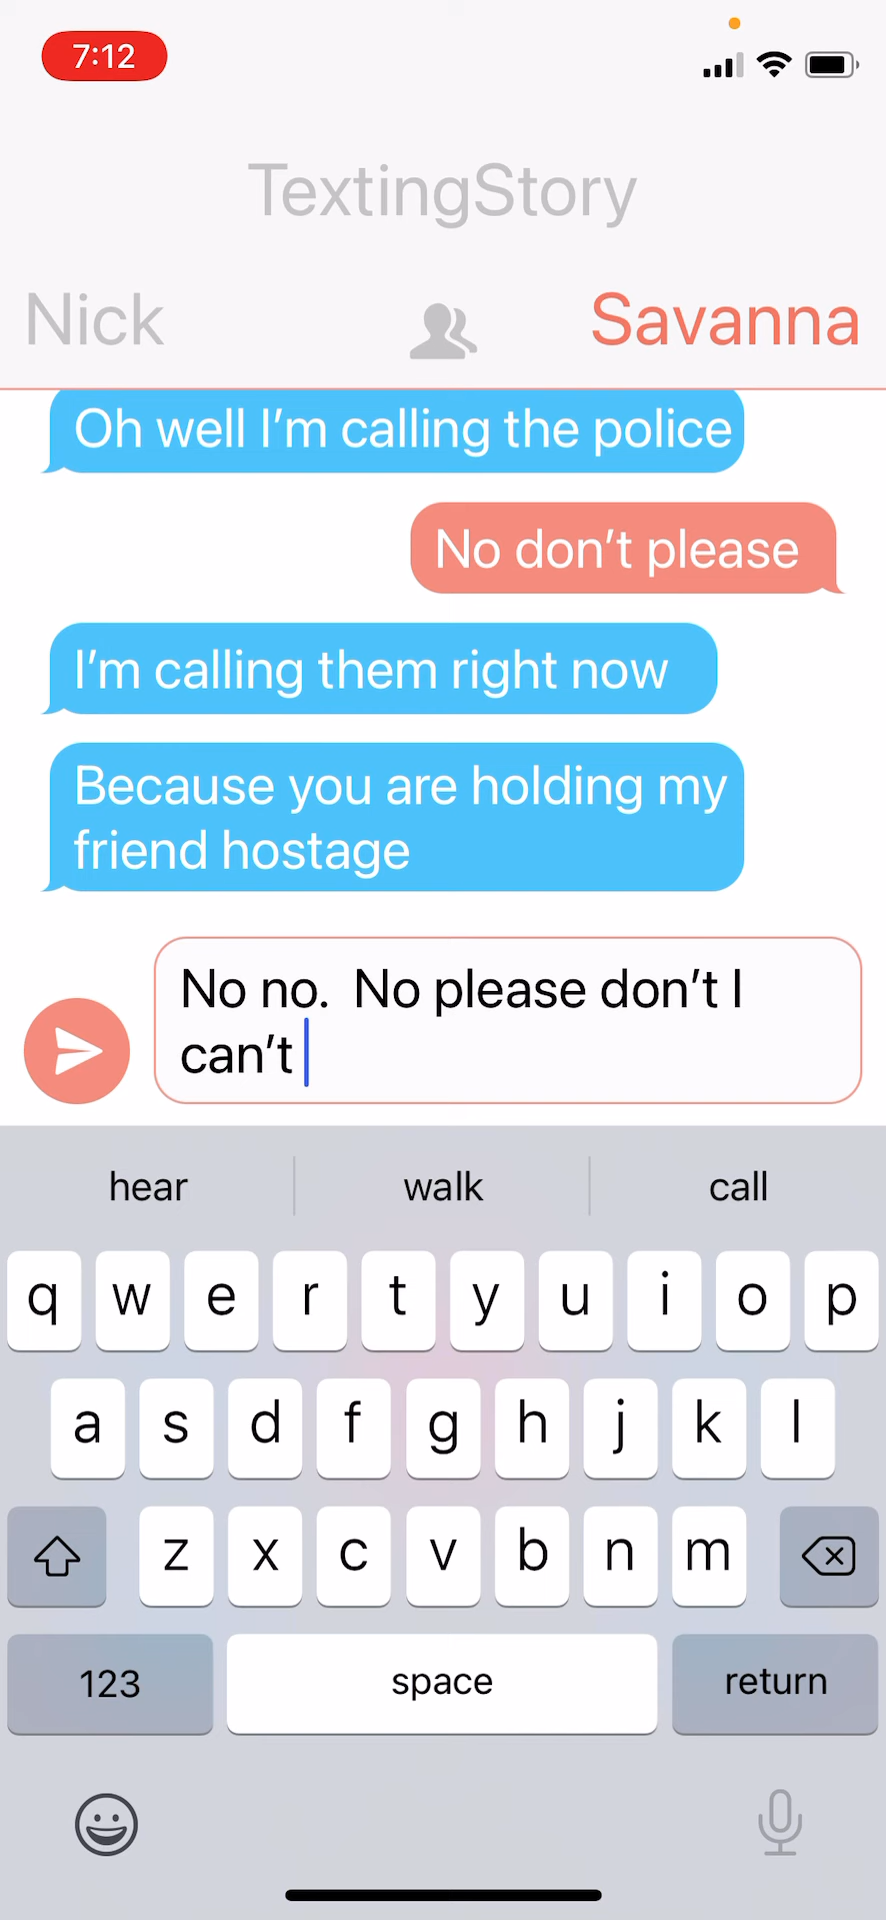 7:12
TextingStory
Nick
Savanna
Oh well I’m calling the police
No don’t please
I’m calling them right now
Because you are holding my
friend hostage
No no.  No please don’t I
can’t
hear walk call
q w e r t y u i o p
a s d f g h j k l
z x c v b n m
123 space return